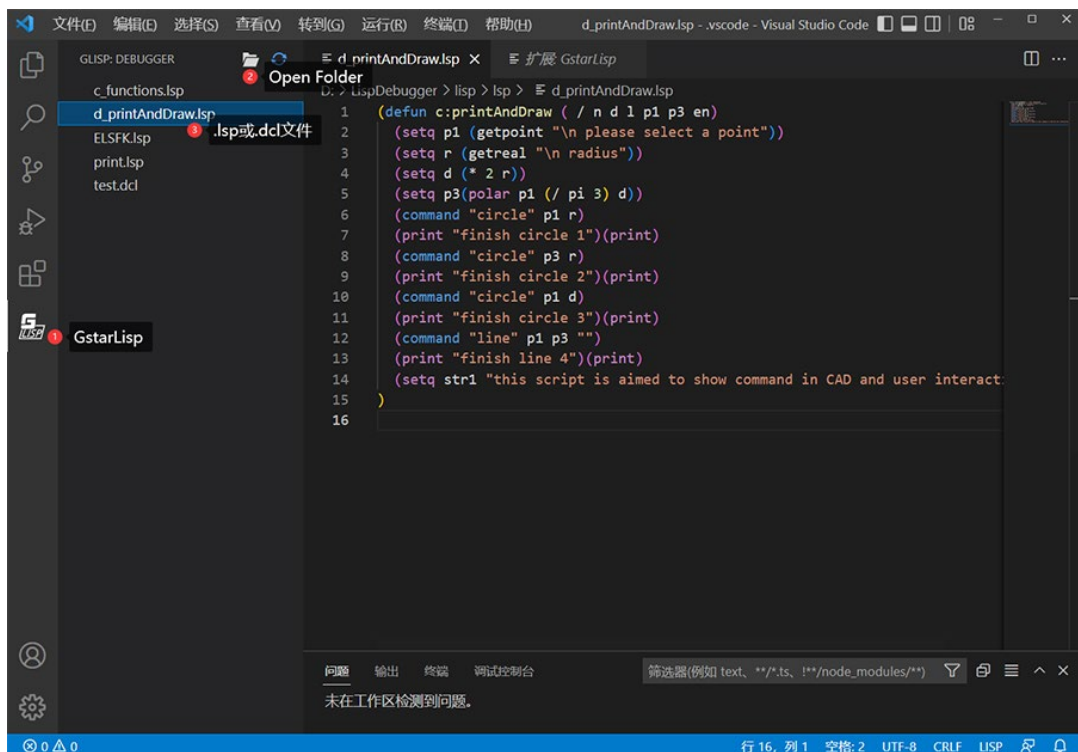 文件(F) 编辑(E) 选择(S) 查看(V) 转到(G) 运行(R) 终端(T) 帮助(H) d_printAndDraw.lsp - .vscode - Visual Studio Code
GLISP: DEBUGGER
2 Open Folder
c_functions.lsp
d_printAndDraw.lsp
3 .lsp或.dcl文件
ELSFK.lsp
print.lsp
test.dcl
G LISP
1 GstarLisp
d_printAndDraw.lsp 扩展: GstarLisp
D: > LispDebugger > lisp > lsp > d_printAndDraw.lsp
1 (defun c:printAndDraw ( / n d l p1 p3 en)
2 (setq p1 (getpoint "\n please select a point"))
3 (setq r (getreal "\n radius"))
4 (setq d (* 2 r))
5 (setq p3(polar p1 (/ pi 3) d))
6 (command "circle" p1 r)
7 (print "finish circle 1")(print)
8 (command "circle" p3 r)
9 (print "finish circle 2")(print)
10 (command "circle" p1 d)
11 (print "finish circle 3")(print)
12 (command "line" p1 p3 "")
13 (print "finish line 4")(print)
14 (setq str1 "this script is aimed to show command in CAD and user interact
15 )
16
问题 输出 终端 调试控制台 筛选器(例如 text、**/*.ts、!**/node_modules/**)
未在工作区检测到问题。
0 0 行 16，列 1 空格: 2 UTF-8 CRLF LISP